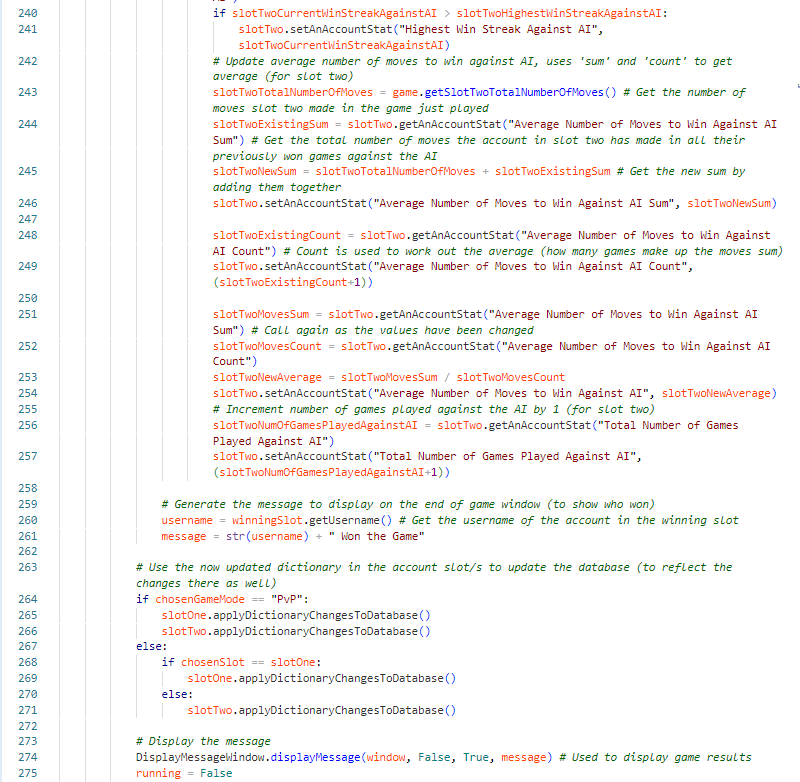 AI")
240 if slotTwoCurrentWinStreakAgainstAI > slotTwoHighestWinStreakAgainstAI:
241 slotTwo.setAnAccountStat("Highest Win Streak Against AI",
slotTwoCurrentWinStreakAgainstAI)
242 # Update average number of moves to win against AI, uses 'sum' and 'count' to get
average (for slot two)
243 slotTwoTotalNumberOfMoves = game.getSlotTwoTotalNumberOfMoves() # Get the number of
moves slot two made in the game just played
244 slotTwoExistingSum = slotTwo.getAnAccountStat("Average Number of Moves to Win Against AI
Sum") # Get the total number of moves the account in slot two has made in all their
previously won games against the AI
245 slotTwoNewSum = slotTwoTotalNumberOfMoves + slotTwoExistingSum # Get the new sum by
adding them together
246 slotTwo.setAnAccountStat("Average Number of Moves to Win Against AI Sum", slotTwoNewSum)
247
248 slotTwoExistingCount = slotTwo.getAnAccountStat("Average Number of Moves to Win Against
AI Count") # Count is used to work out the average (how many games make up the moves sum)
249 slotTwo.setAnAccountStat("Average Number of Moves to Win Against AI Count",
(slotTwoExistingCount+1))
250
251 slotTwoMovesSum = slotTwo.getAnAccountStat("Average Number of Moves to Win Against AI
Sum") # Call again as the values have been changed
252 slotTwoMovesCount = slotTwo.getAnAccountStat("Average Number of Moves to Win Against AI
Count")
253 slotTwoNewAverage = slotTwoMovesSum / slotTwoMovesCount
254 slotTwo.setAnAccountStat("Average Number of Moves to Win Against AI", slotTwoNewAverage)
255 # Increment number of games played against the AI by 1 (for slot two)
256 slotTwoNumOfGamesPlayedAgainstAI = slotTwo.getAnAccountStat("Total Number of Games
Played Against AI")
257 slotTwo.setAnAccountStat("Total Number of Games Played Against AI",
(slotTwoNumOfGamesPlayedAgainstAI+1))
258
259 # Generate the message to display on the end of game window (to show who won)
260 username = winningSlot.getUsername() # Get the username of the account in the winning slot
261 message = str(username) + " Won the Game"
262
263 # Use the now updated dictionary in the account slot/s to update the database (to reflect the
changes there as well)
264 if chosenGameMode == "PvP":
265 slotOne.applyDictionaryChangesToDatabase()
266 slotTwo.applyDictionaryChangesToDatabase()
267 else:
268 if chosenSlot == slotOne:
269 slotOne.applyDictionaryChangesToDatabase()
270 else:
271 slotTwo.applyDictionaryChangesToDatabase()
272
273 # Display the message
274 DisplayMessageWindow.displayMessage(window, False, True, message) # Used to display game results
275 running = False